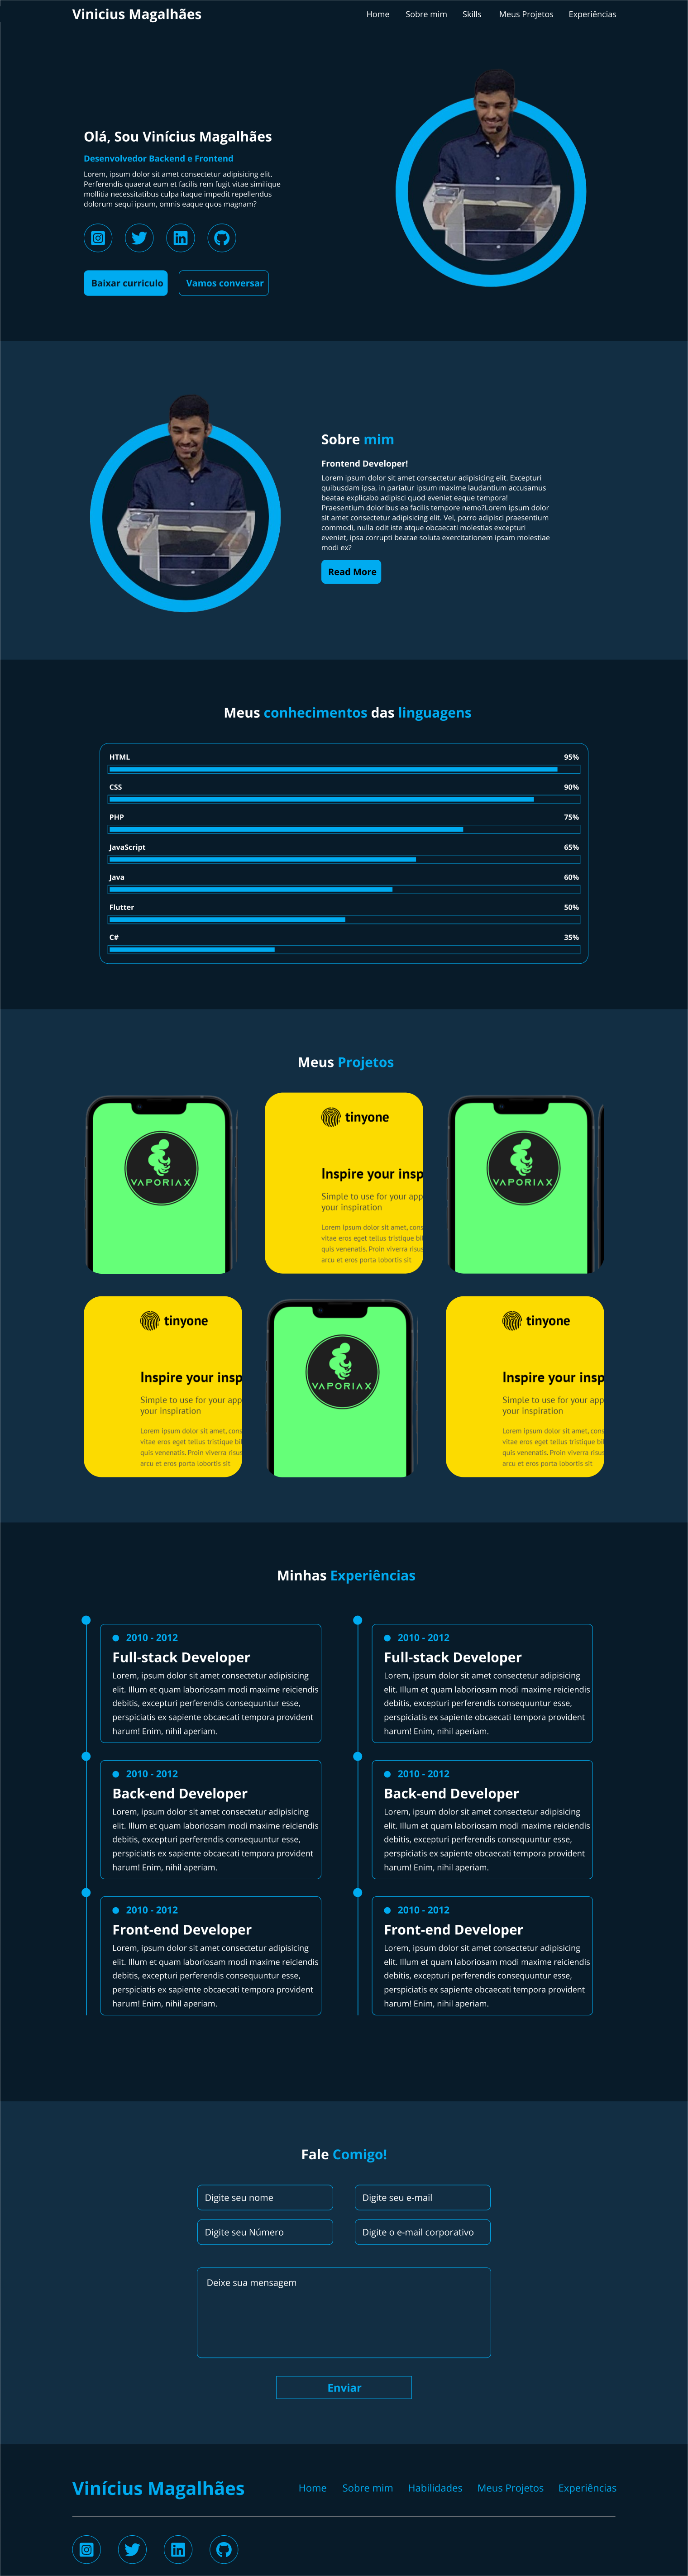 Vinicius Magalhães
Home Sobre mim Skills Meus Projetos Experiências
Olá, Sou Vinícius Magalhães
Desenvolvedor Backend e Frontend
Lorem, ipsum dolor sit amet consectetur adipisicing elit.
Perferendis quaerat eum et facilis rem fugit vitae similique
mollitia necessitatibus culpa itaque impedit repellendus
dolorum sequi ipsum, omnis eaque quos magnam?
Baixar curriculo Vamos conversar
Sobre mim
Frontend Developer!
Lorem ipsum dolor sit amet consectetur adipisicing elit. Excepturi
quibusdam ipsa, in pariatur ipsum maxime laudantium accusamus
beatae explicabo adipisci quod eveniet eaque tempora!
Praesentium doloribus ea facilis tempore nemo?Lorem ipsum dolor
sit amet consectetur adipisicing elit. Vel, porro adipisci praesentium
commodi, nulla odit iste atque obcaecati molestias excepturi
eveniet, ipsa corrupti beatae soluta exercitationem ipsam molestiae
modi ex?
Read More
Meus conhecimentos das linguagens
HTML 95%
CSS 90%
PHP 75%
JavaScript 65%
Java 60%
Flutter 50%
C# 35%
Meus Projetos
VAPORIAX
tinyone
Inspire your insp
Simple to use for your app
your inspiration
Lorem ipsum dolor sit amet, cons
vitae eros eget tellus tristique bi
quis venenatis. Proin viverra risus
arcu et eros porta lobortis sit
VAPORIAX
tinyone
Inspire your insp
Simple to use for your app
your inspiration
Lorem ipsum dolor sit amet, cons
vitae eros eget tellus tristique bi
quis venenatis. Proin viverra risus
arcu et eros porta lobortis sit
VAPORIAX
tinyone
Inspire your insp
Simple to use for your app
your inspiration
Lorem ipsum dolor sit amet, cons
vitae eros eget tellus tristique bi
quis venenatis. Proin viverra risus
arcu et eros porta lobortis sit
Minhas Experiências
2010 - 2012
Full-stack Developer
Lorem, ipsum dolor sit amet consectetur adipisicing
elit. Illum et quam laboriosam modi maxime reiciendis
debitis, excepturi perferendis consequuntur esse,
perspiciatis ex sapiente obcaecati tempora provident
harum! Enim, nihil aperiam.
2010 - 2012
Full-stack Developer
Lorem, ipsum dolor sit amet consectetur adipisicing
elit. Illum et quam laboriosam modi maxime reiciendis
debitis, excepturi perferendis consequuntur esse,
perspiciatis ex sapiente obcaecati tempora provident
harum! Enim, nihil aperiam.
2010 - 2012
Back-end Developer
Lorem, ipsum dolor sit amet consectetur adipisicing
elit. Illum et quam laboriosam modi maxime reiciendis
debitis, excepturi perferendis consequuntur esse,
perspiciatis ex sapiente obcaecati tempora provident
harum! Enim, nihil aperiam.
2010 - 2012
Back-end Developer
Lorem, ipsum dolor sit amet consectetur adipisicing
elit. Illum et quam laboriosam modi maxime reiciendis
debitis, excepturi perferendis consequuntur esse,
perspiciatis ex sapiente obcaecati tempora provident
harum! Enim, nihil aperiam.
2010 - 2012
Front-end Developer
Lorem, ipsum dolor sit amet consectetur adipisicing
elit. Illum et quam laboriosam modi maxime reiciendis
debitis, excepturi perferendis consequuntur esse,
perspiciatis ex sapiente obcaecati tempora provident
harum! Enim, nihil aperiam.
2010 - 2012
Front-end Developer
Lorem, ipsum dolor sit amet consectetur adipisicing
elit. Illum et quam laboriosam modi maxime reiciendis
debitis, excepturi perferendis consequuntur esse,
perspiciatis ex sapiente obcaecati tempora provident
harum! Enim, nihil aperiam.
Fale Comigo!
Digite seu nome Digite seu e-mail
Digite seu Número Digite o e-mail corporativo
Deixe sua mensagem
Enviar
Vinícius Magalhães
Home Sobre mim Habilidades Meus Projetos Experiências